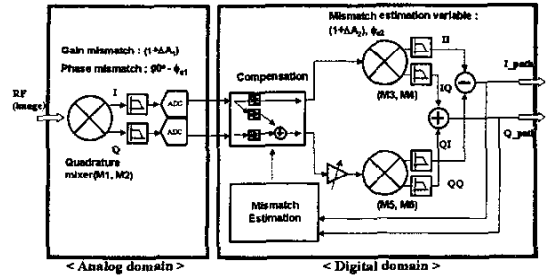 Mismatch estimation variable :
(1+ΔA₂), ϕe2
Gain mismatch : (1+ΔA₁)
Phase mismatch : 90° - ϕe1
RF
(Image)
I
ADC
Q
ADC
Quadrature
mixer(M1, M2)
Compensation
Mismatch
Estimation
(M3, M4)
(M5, M6)
II
IQ
QI
QQ
I_path
Q_path
< Analog domain >
< Digital domain >